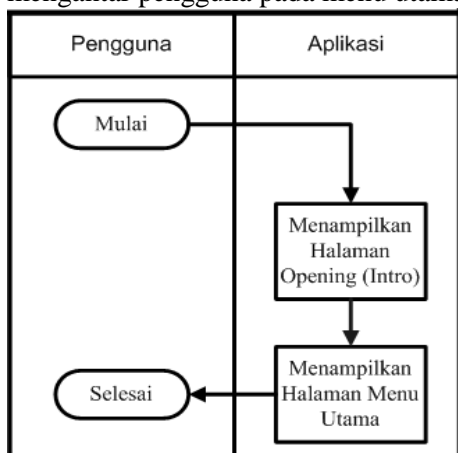 mengantar pengguna pada menu utama
Pengguna
Aplikasi
Mulai
Menampilkan
Halaman
Opening (Intro)
Menampilkan
Halaman Menu
Utama
Selesai